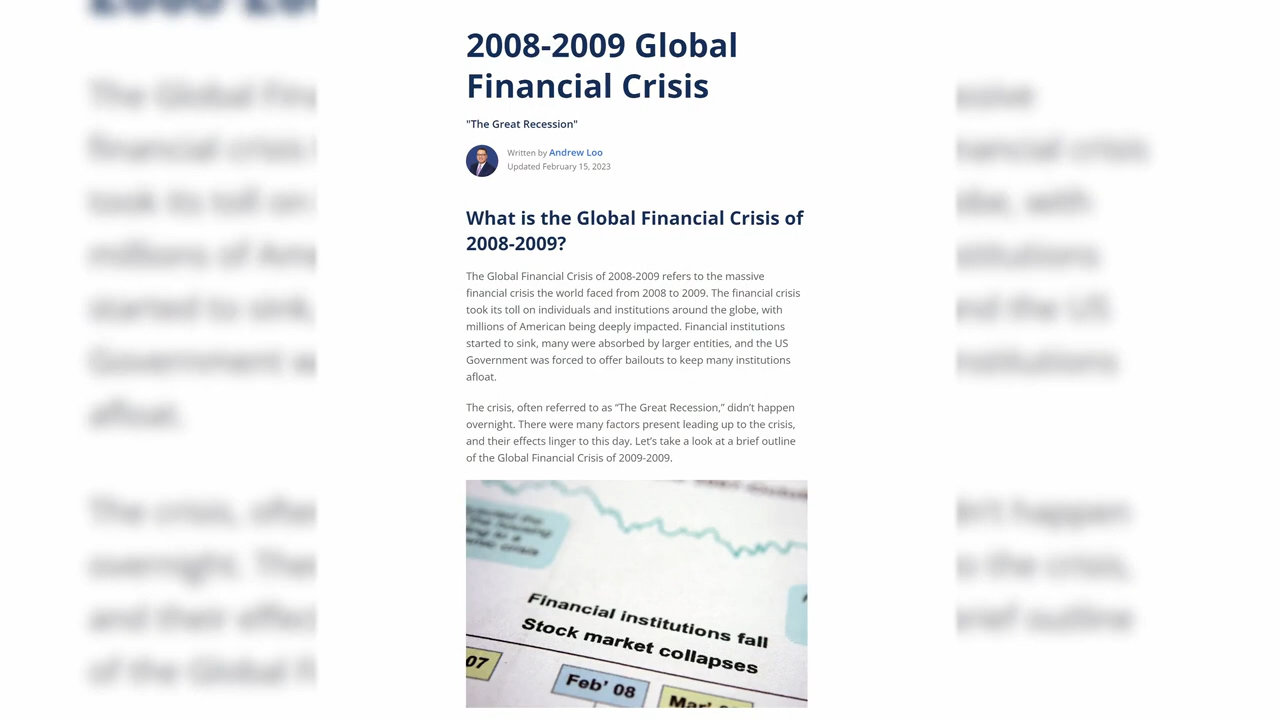 2008-2009 Global
Financial Crisis
"The Great Recession"
Written by Andrew Loo
Updated February 15, 2023
What is the Global Financial Crisis of
2008-2009?
The Global Financial Crisis of 2008-2009 refers to the massive
financial crisis the world faced from 2008 to 2009. The financial crisis
took its toll on individuals and institutions around the globe, with
millions of American being deeply impacted. Financial institutions
started to sink, many were absorbed by larger entities, and the US
Government was forced to offer bailouts to keep many institutions
afloat.
The crisis, often referred to as “The Great Recession,” didn’t happen
overnight. There were many factors present leading up to the crisis,
and their effects linger to this day. Let’s take a look at a brief outline
of the Global Financial Crisis of 2009-2009.
Financial institutions fall
Stock market collapses
07
Feb' 08
Mar'